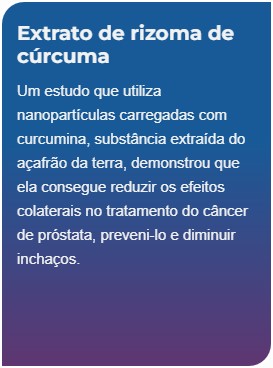 Extrato de rizoma de
cúrcuma
Um estudo que utiliza
nanopartículas carregadas com
curcumina, substância extraída do
açafrão da terra, demonstrou que
ela consegue reduzir os efeitos
colaterais no tratamento do câncer
de próstata, preveni-lo e diminuir
inchaços.